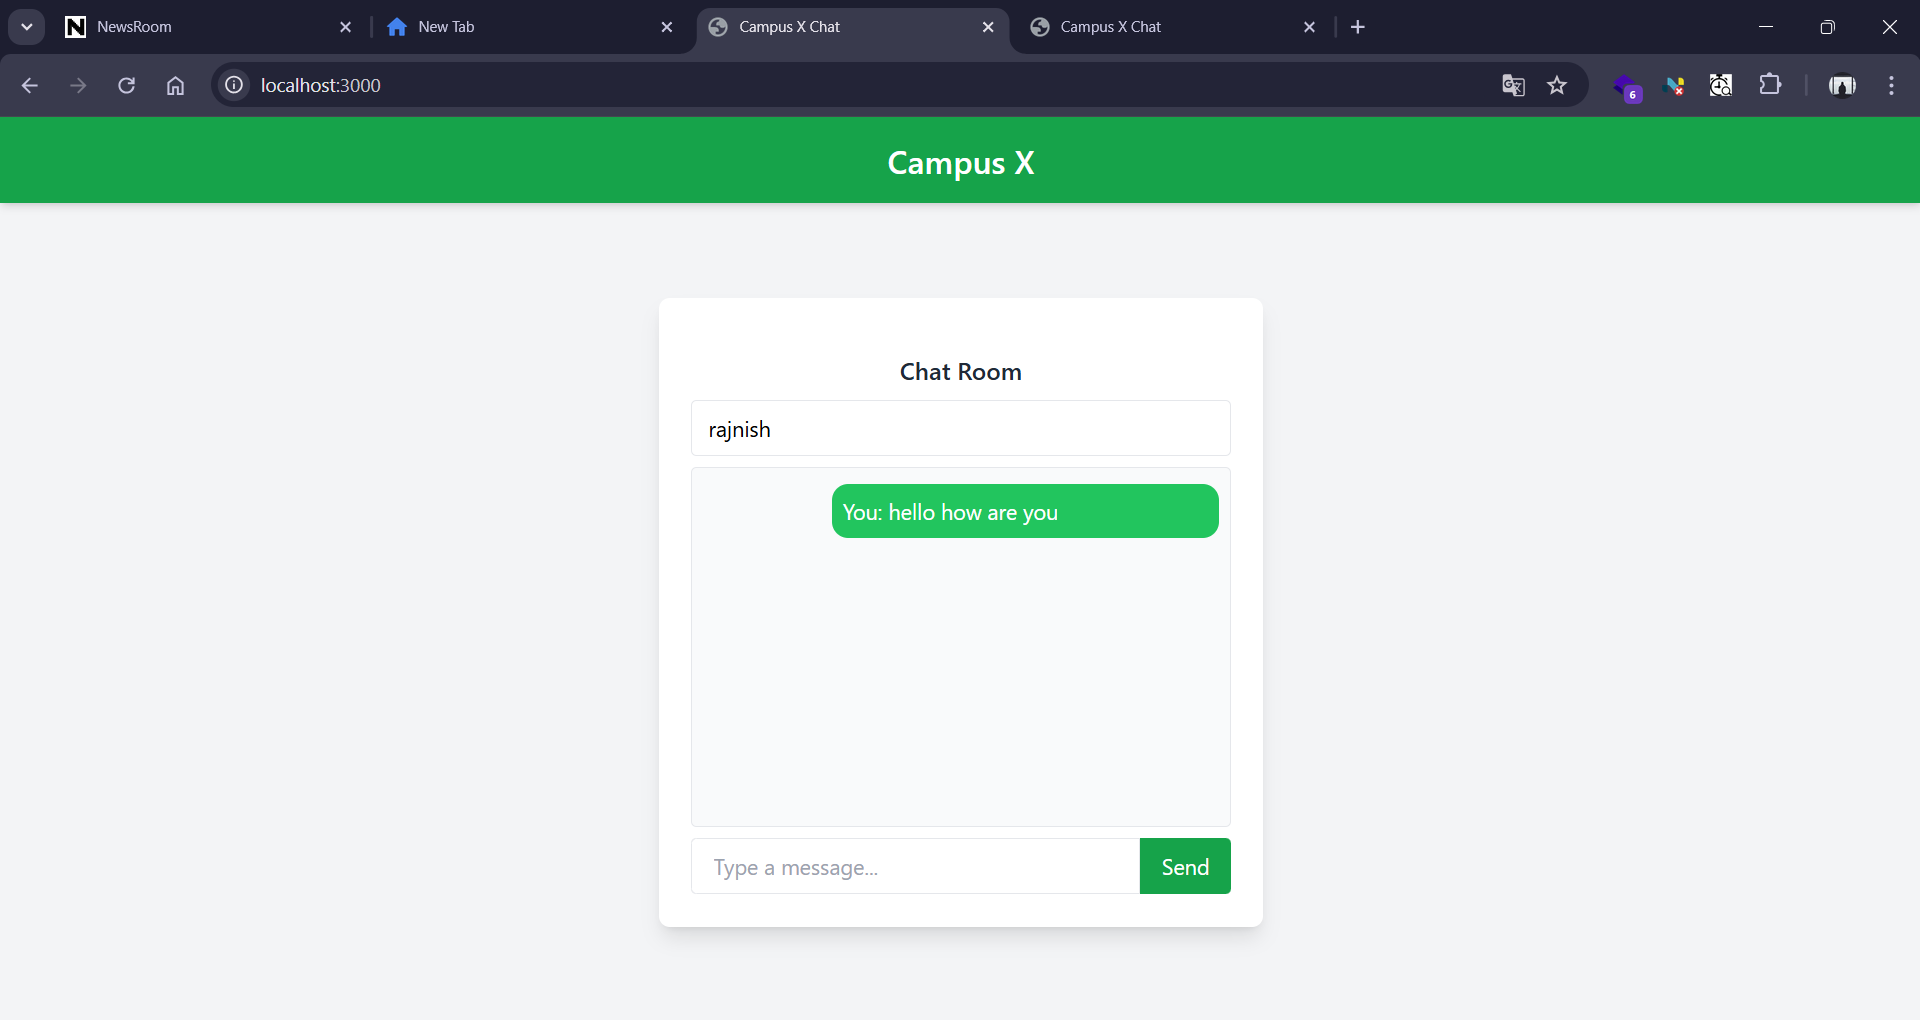 NewsRoom
New Tab
Campus X Chat
Campus X Chat
localhost:3000
6
Campus X
Chat Room
rajnish
You: hello how are you
Type a message...
Send